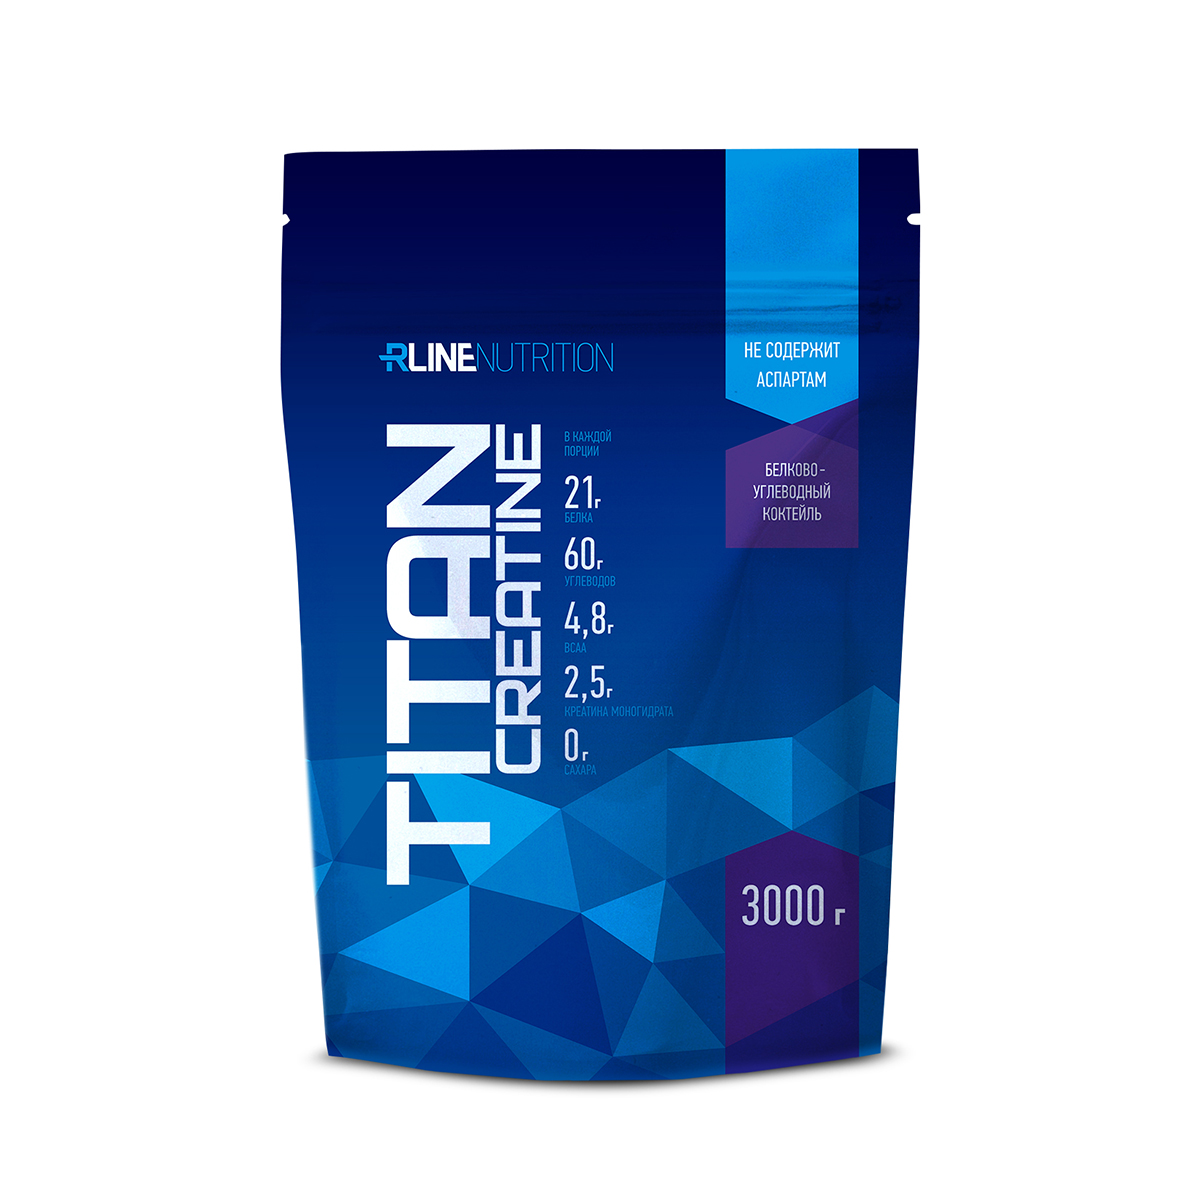 RLINENUTRITION
TITAN
CREATINE
В КАЖДОЙ
ПОРЦИИ
21г
БЕЛКА
60г
УГЛЕВОДОВ
4,8г
BCAA
2,5г
КРЕАТИНА МОНОГИДРАТА
0г
САХАРА
НЕ СОДЕРЖИТ
АСПАРТАМ
БЕЛКОВО-
УГЛЕВОДНЫЙ
КОКТЕЙЛЬ
3000 г